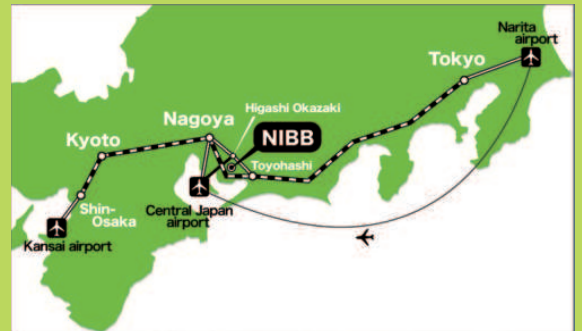 Narita
airport
Tokyo
Higashi Okazaki
Nagoya
NIBB
Kyoto
Toyohashi
Shin-
Osaka
Central Japan
airport
Kansai airport